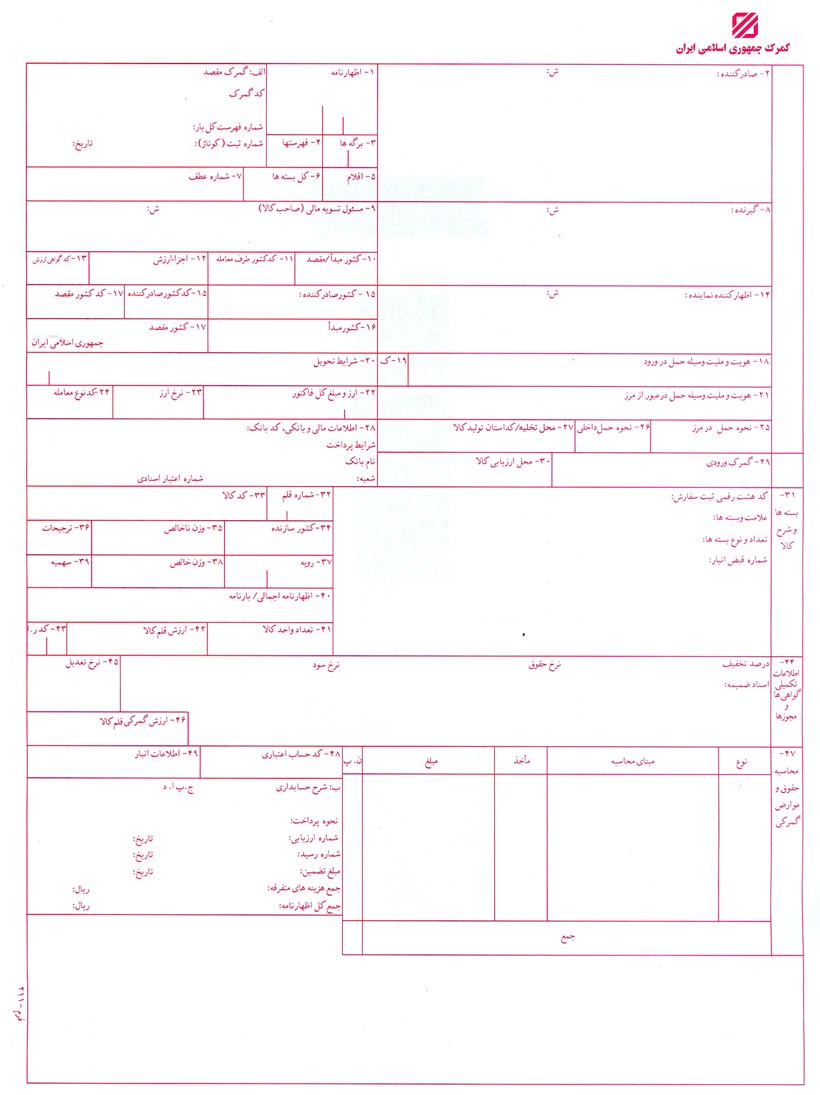 گمرک جمهوری اسلامی ایران
۲- صادرکننده:
ش:
۱- اظهارنامه
الف: گمرک مقصد
کد گمرک
شماره فهرست کل بار:
۳- برگه ها
۴- فهرستها
شماره ثبت (کوتاژ):
تاریخ:
۵- اقلام
۶- کل بسته ها
۷- شماره عطف
۸- گیرنده:
ش:
۹- مسئول تسویه مالی (صاحب کالا)
ش:
۱۰- کشور مبدأ/مقصد
۱۱- کدکشور طرف معامله
۱۲- اجزاءارزش
۱۳- کدگواهی ارزش
۱۴- اظهارکننده نماینده:
ش:
۱۵- کشورصادرکننده:
۱۵- کدکشورصادرکننده
۱۷- کد کشور مقصد
۱۶- کشورمبدأ
۱۷- کشور مقصد
جمهوری اسلامی ایران
۱۸- هویت و ملیت وسیله حمل در ورود
۱۹- ک
۲۰- شرایط تحویل
۲۱- هویت و ملیت وسیله حمل درعبور از مرز
۲۲- ارز و مبلغ کل فاکتور
۲۳- نرخ ارز
۲۴- کدنوع معامله
۲۵- نحوه حمل در مرز
۲۶- نحوه حمل داخلی
۲۷- محل تخلیه/کداستان تولیدکالا
۲۸- اطلاعات مالی و بانکی، کد بانک:
شرایط پرداخت
نام بانک
شعبه:
شماره اعتبار اسنادی
۲۹- گمرک ورودی
۳۰- محل ارزیابی کالا
۳۱-
بسته ها
و شرح
کالا
کد هشت رقمی ثبت سفارش:
علامت وبسته ها:
تعداد و نوع بسته ها:
شماره قبض انبار:
۳۲- شماره قلم
۳۳- کد کالا
۳۴- کشور سازنده
۳۵- وزن ناخالص
۳۶- ترجیحات
۳۷- رویه
۳۸- وزن خالص
۳۹- سهمیه
۴۰- اظهارنامه اجمالی/ بارنامه
۴۱- تعداد واحد کالا
۴۲- ارزش قلم کالا
۴۳- کد ر.ا
۴۴-
اطلاعات
تکمیلی
گواهی ها
و
مجوزها
درصد تخفیف
نرخ حقوق
نرخ سود
اسناد ضمیمه:
۴۵- نرخ تعدیل
۴۶- ارزش گمرکی قلم کالا
۴۷-
محاسبه
حقوق و
عوارض
گمرکی
نوع
مبنای محاسبه
مأخذ
مبلغ
ن. پ
۴۸- کد حساب اعتباری
۴۹- اطلاعات انبار
ب: شرح حسابداری
ج.پ ا. د
نحوه پرداخت:
شماره ارزیابی:
تاریخ:
شماره رسید:
تاریخ:
مبلغ تضمین:
تاریخ:
جمع هزینه های متفرقه:
ریال:
جمع کل اظهارنامه:
ریال:
جمع
فرم - ۲۱۱